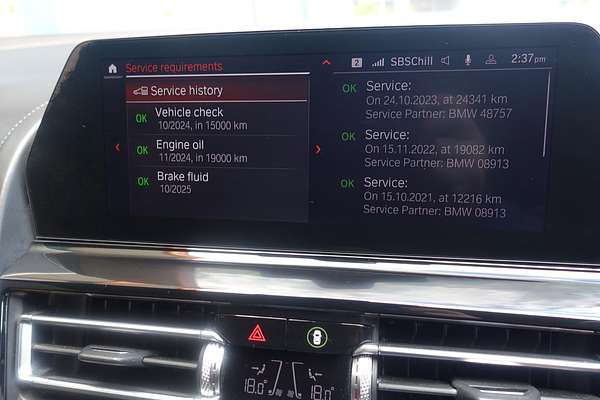 Service requirements
2 SBSChill 2:37pm
Service history
OK Vehicle check
10/2024, in 15000 km
OK Engine oil
11/2024, in 19000 km
OK Brake fluid
10/2025
OK Service:
On 24.10.2023, at 24341 km
Service Partner: BMW 48757
OK Service:
On 15.11.2022, at 19082 km
Service Partner: BMW 08913
OK Service:
On 15.10.2021, at 12216 km
Service Partner: BMW 08913
18.0° 18.0°